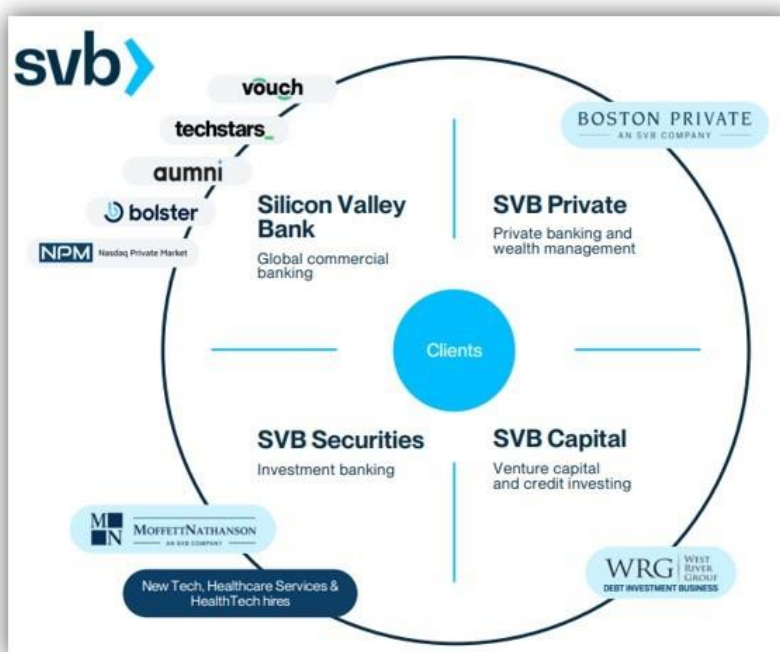 svb
vouch
techstars_
aumni
bolster
NPM Nasdaq Private Market
BOSTON PRIVATE
AN SVB COMPANY
Silicon Valley
Bank
Global commercial
banking
SVB Private
Private banking and
wealth management
Clients
SVB Securities
Investment banking
SVB Capital
Venture capital
and credit investing
MN MOFFETTNATHANSON
AN SVB COMPANY
New Tech, Healthcare Services &
HealthTech hires
WRG WEST
RIVER
GROUP
DEBT INVESTMENT BUSINESS